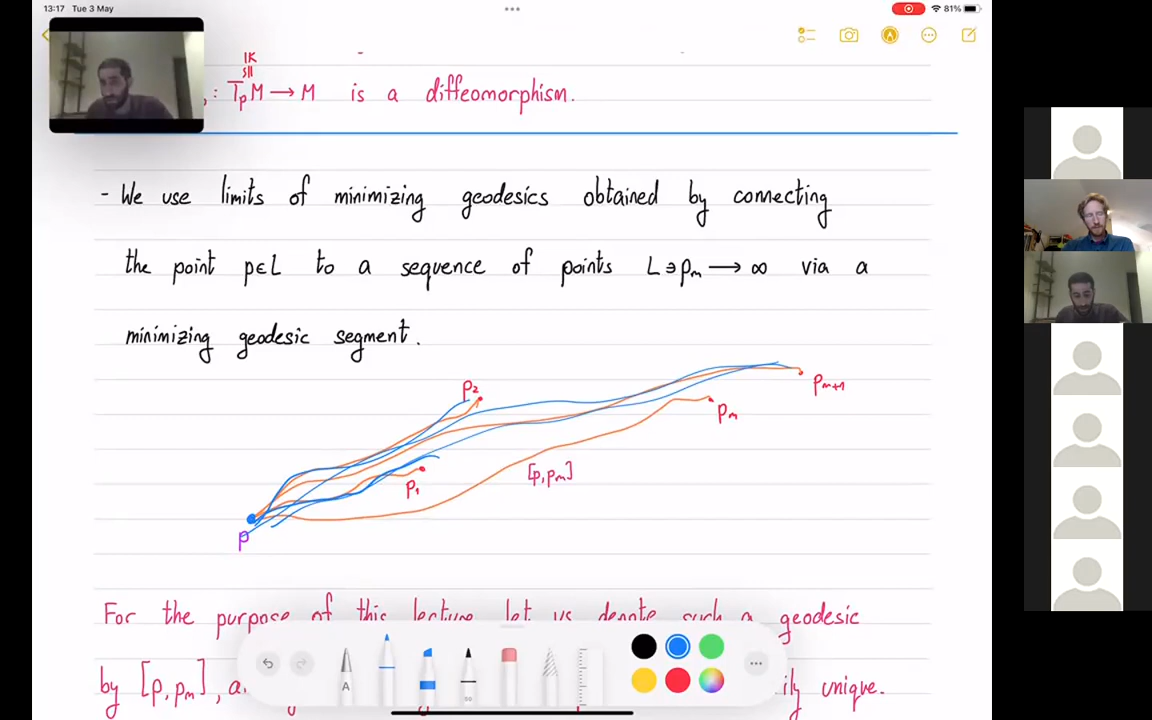 13:17 Tue 3 May
81%
: TpM → M is a diffeomorphism.
- We use limits of minimizing geodesics obtained by connecting
the point p∈L to a sequence of points L∋pm → ∞ via a
minimizing geodesic segment.
p2
pm+1
pm
[p,pm]
p1
p
For the purpose of this lecture let us denote such a geodesic
by [p,pm],
unique.
A